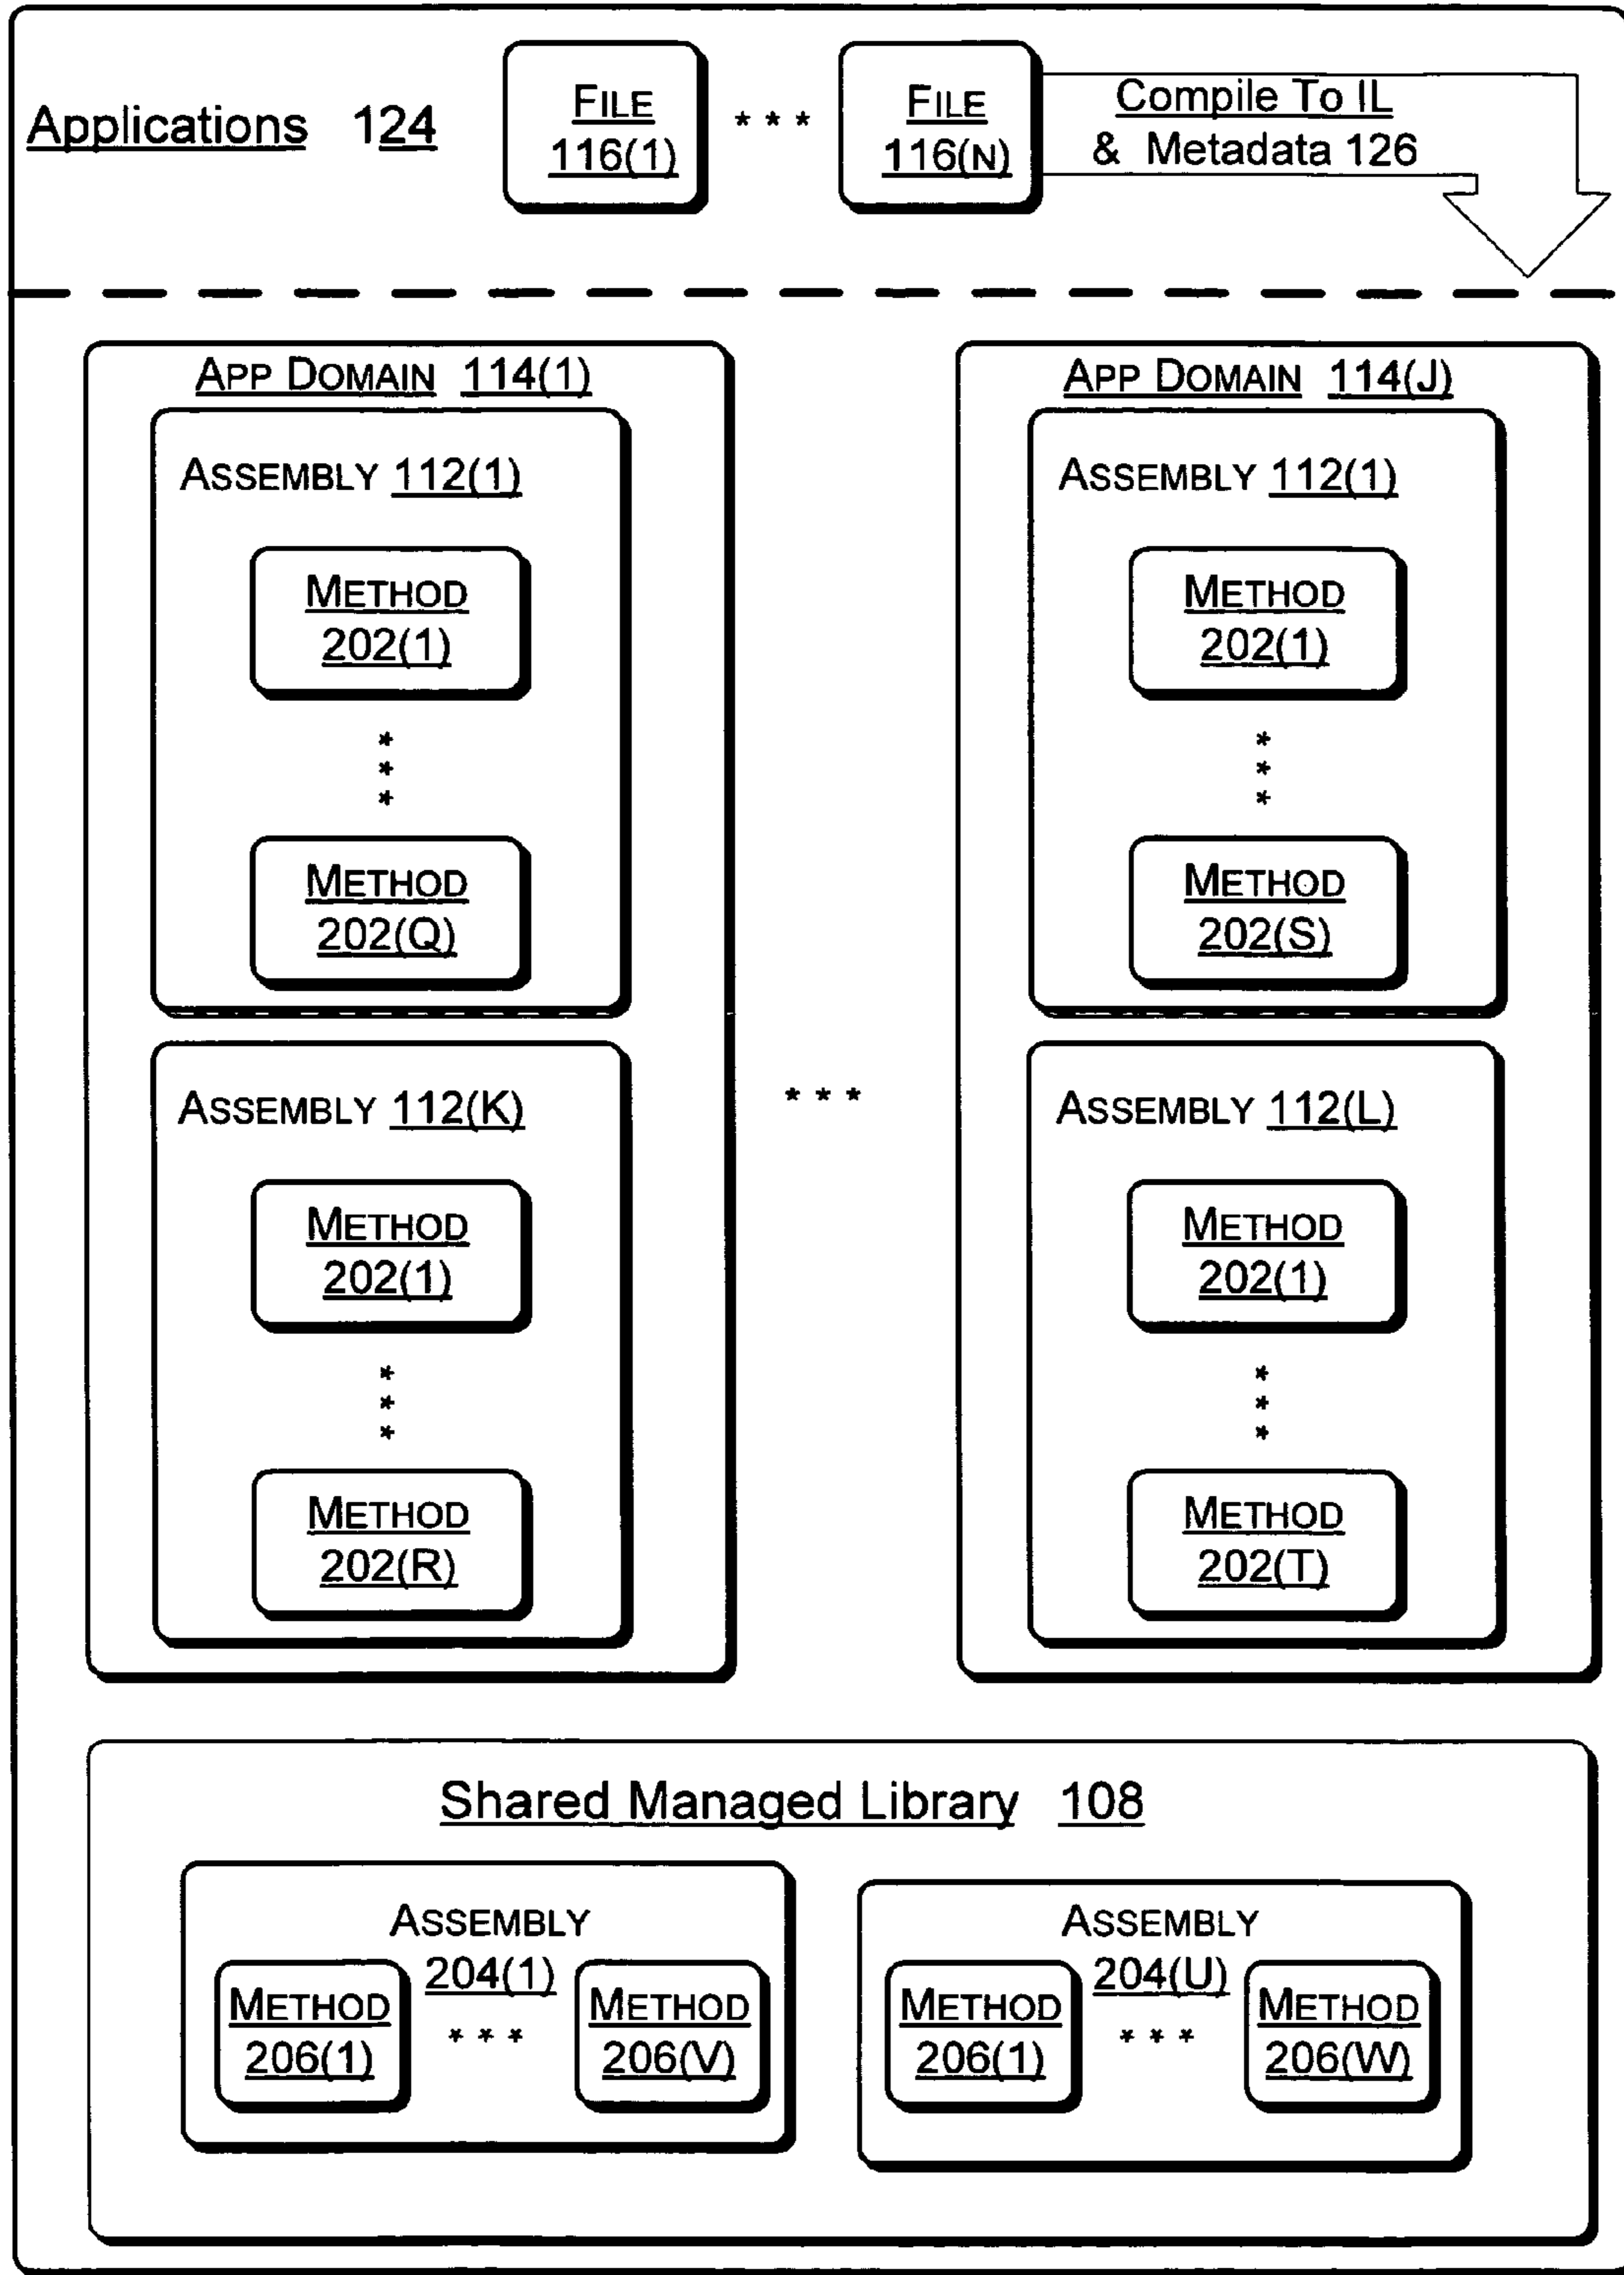 Applications 124
FILE
116(1)
* * *
FILE
116(N)
Compile To IL
& Metadata 126
APP DOMAIN 114(1)
ASSEMBLY 112(1)
METHOD
202(1)
*
*
*
METHOD
202(Q)
ASSEMBLY 112(K)
METHOD
202(1)
*
*
*
METHOD
202(R)
* * *
APP DOMAIN 114(J)
ASSEMBLY 112(1)
METHOD
202(1)
*
*
*
METHOD
202(S)
ASSEMBLY 112(L)
METHOD
202(1)
*
*
*
METHOD
202(T)
Shared Managed Library 108
ASSEMBLY
204(1)
METHOD
206(1)
* * *
METHOD
206(V)
ASSEMBLY
204(U)
METHOD
206(1)
* * *
METHOD
206(W)